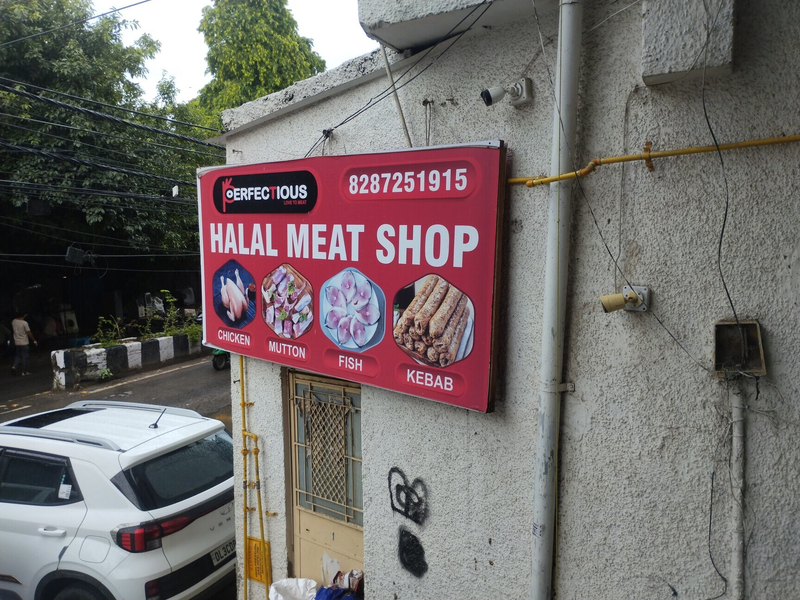 PERFECTIOUS
LOVE TO MEAT
8287251915
HALAL MEAT SHOP
CHICKEN
MUTTON
FISH
KEBAB